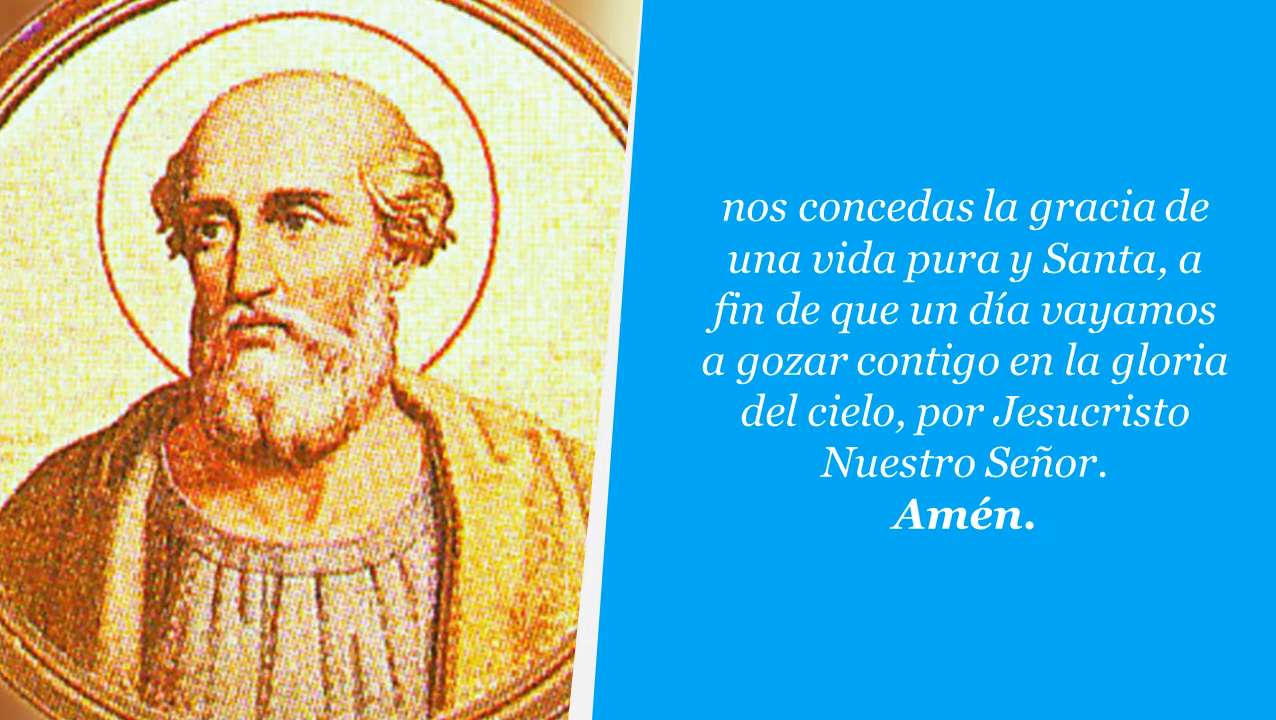 nos concedas la gracia de
una vida pura y Santa, a
fin de que un día vayamos
a gozar contigo en la gloria
del cielo, por Jesucristo
Nuestro Señor.
Amén.